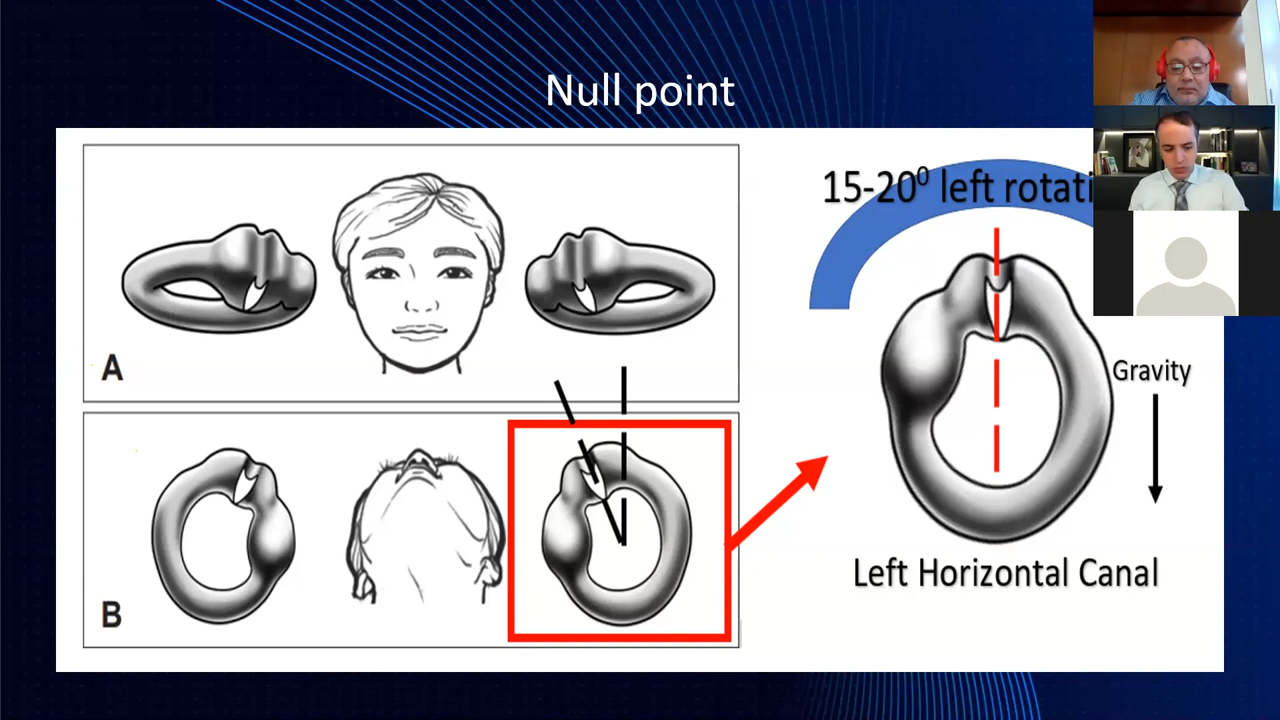 Null point
A
B
15-20⁰ left rotati
Gravity
Left Horizontal Canal